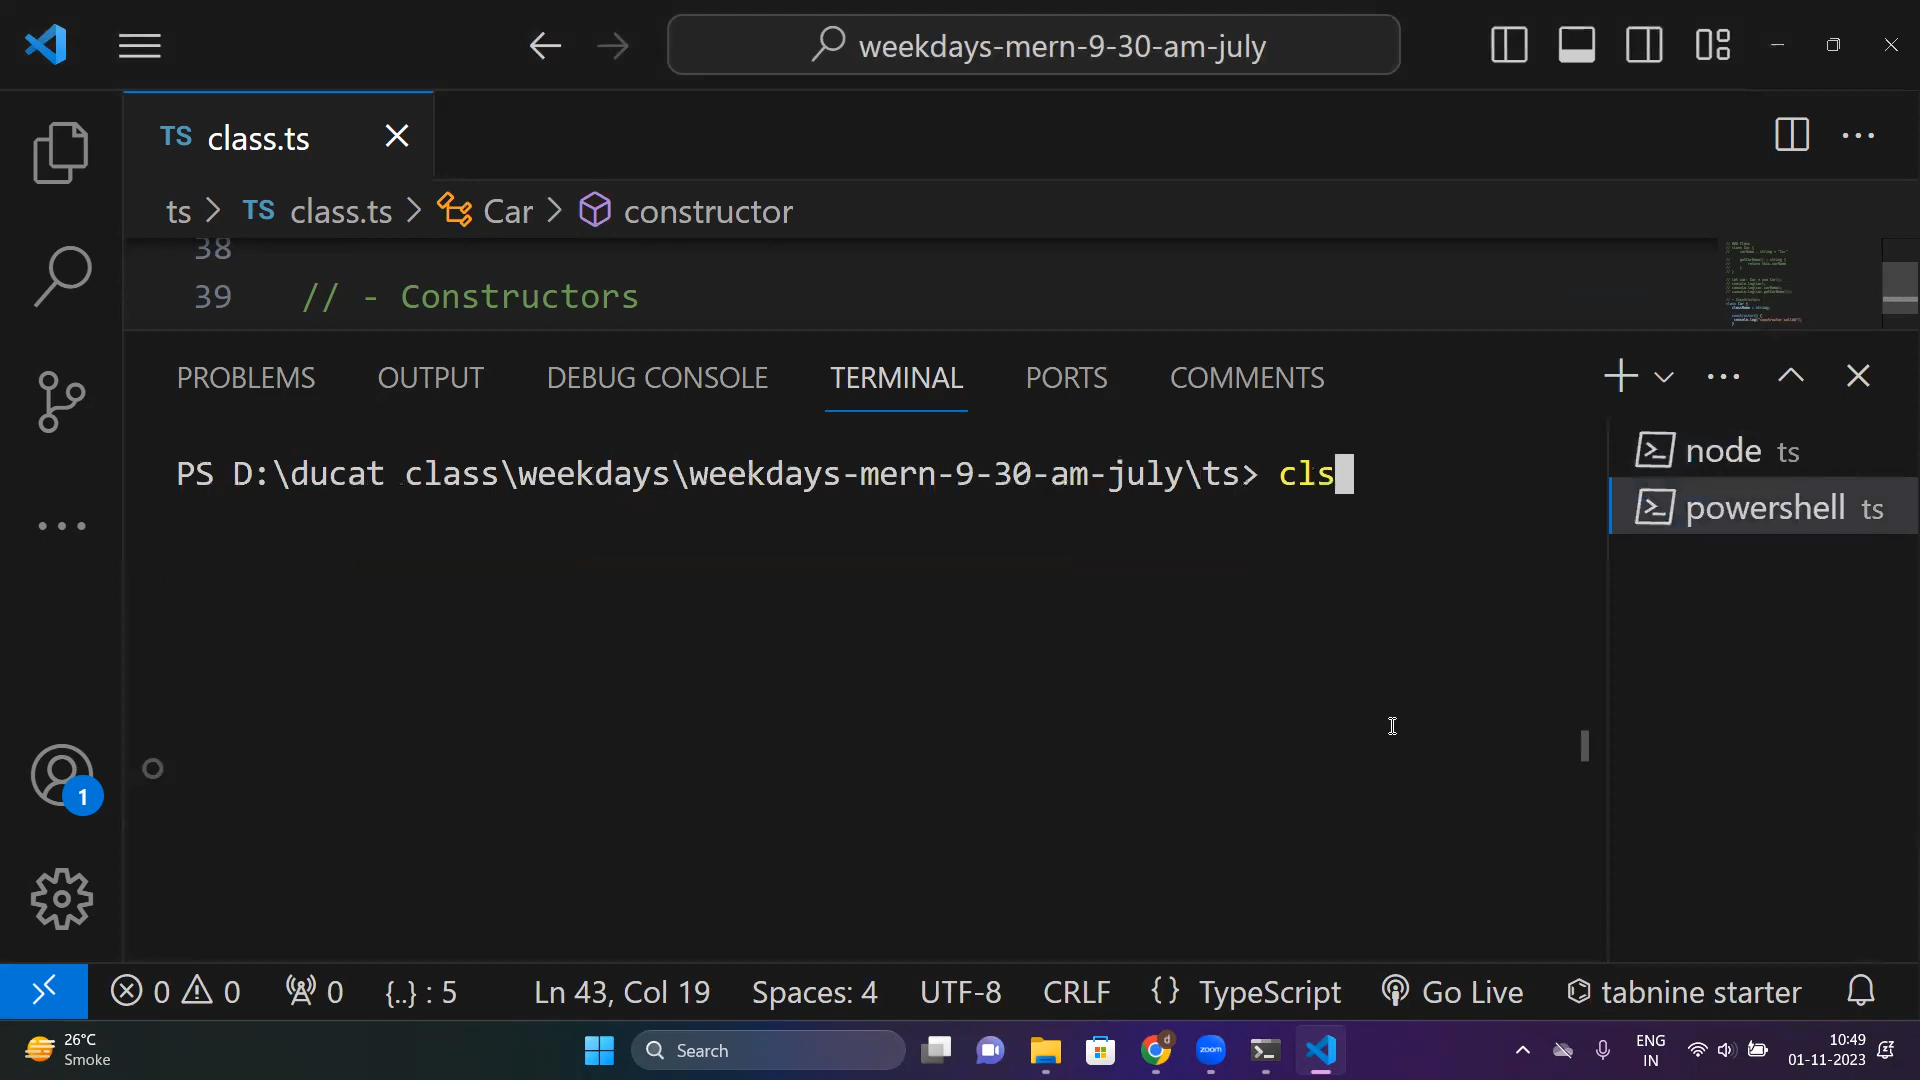 weekdays-mern-9-30-am-july
TS class.ts
ts > TS class.ts > Car > constructor
38
39 // - Constructors
PROBLEMS OUTPUT DEBUG CONSOLE TERMINAL PORTS COMMENTS
PS D:\ducat class\weekdays\weekdays-mern-9-30-am-july\ts> cls
node ts
powershell ts
1
0 0 0 {..} : 5 Ln 43, Col 19 Spaces: 4 UTF-8 CRLF {} TypeScript Go Live tabnine starter
26°C
Smoke
Search
zoom
ENG
IN
10:49
01-11-2023